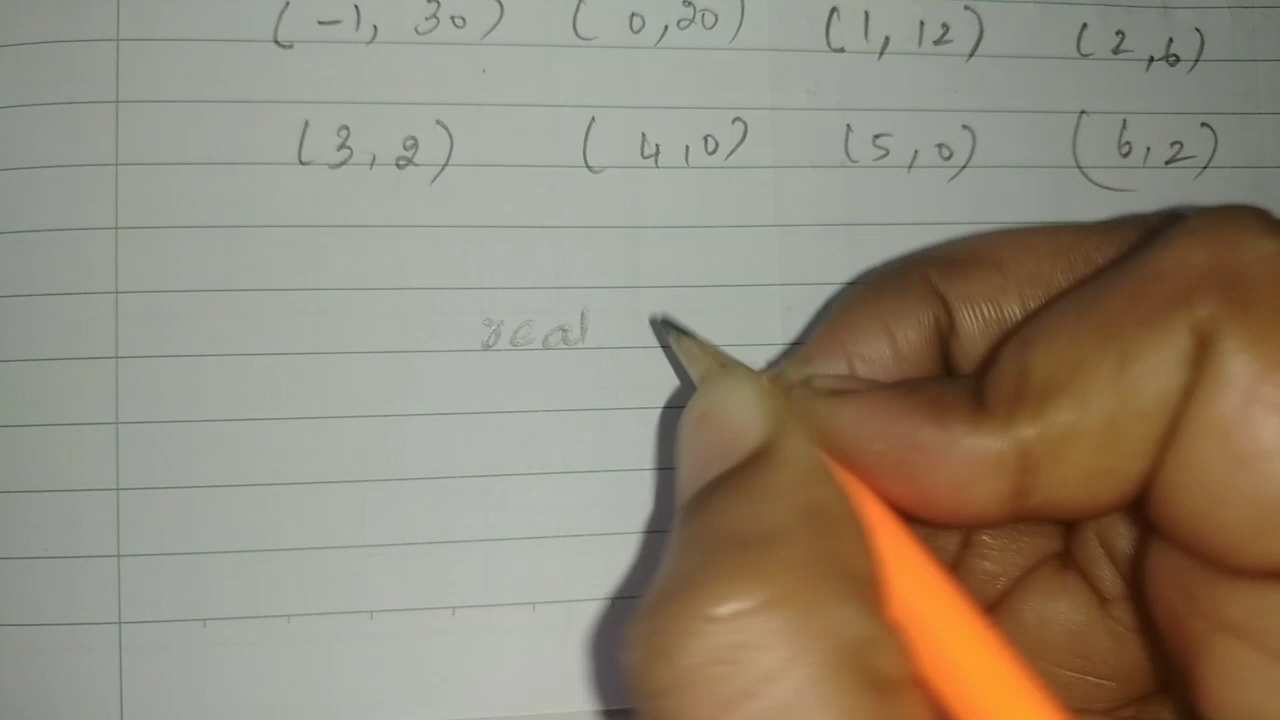 (-1, 30) (0,20) (1, 12) (2,6)
(3,2) (4,0) (5,0) (6,2)
real